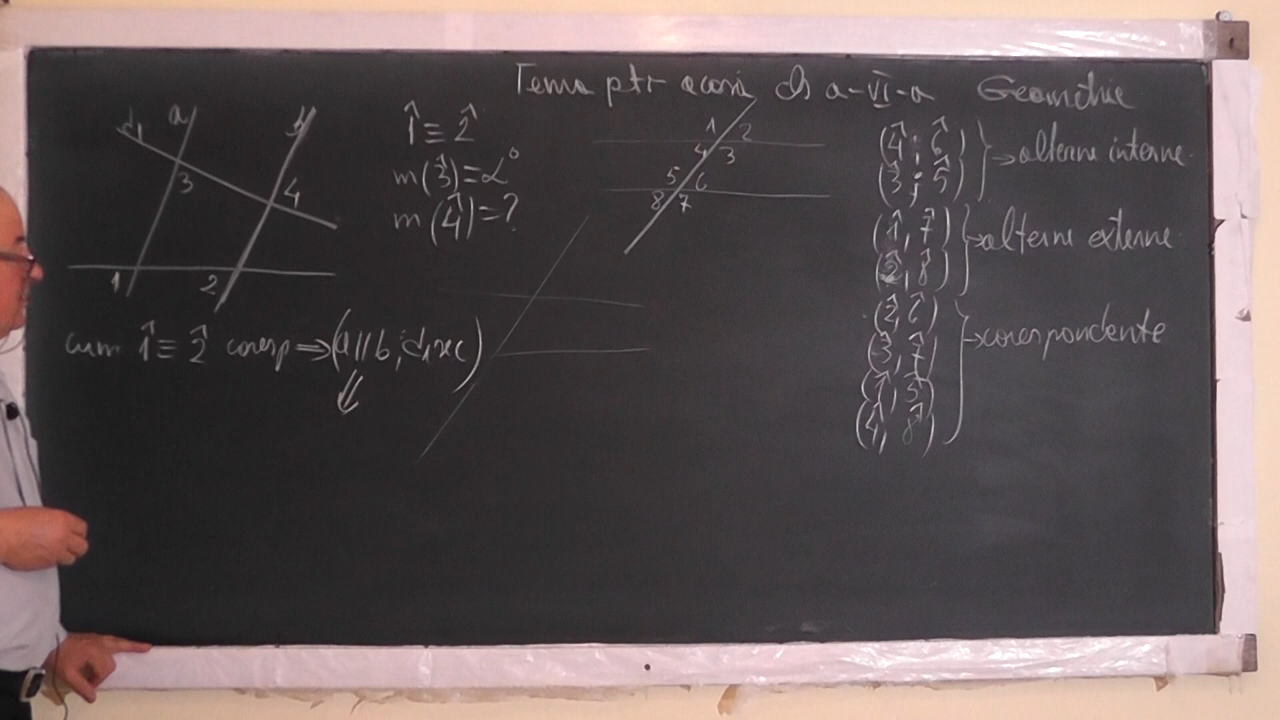 Tema ptr acasă cls a-VI-a Geometrie
d₁ a b
3 4
1 2
1̂ ≡ 2̂
m(3̂)=α°
m(4̂)=?
cum 1̂ ≡ 2̂ coresp ⇒ (a||b, d₁ sec)
⇓
1 2
4 3
5 6
8 7
(4̂; 6̂)
(3̂; 5̂) } → alterne interne
(1̂, 7̂)
(2̂, 8̂) } → alterne externe
(2̂, 6̂)
(3̂, 7̂) } → corespondente
(1̂, 5̂)
(4̂, 8̂)